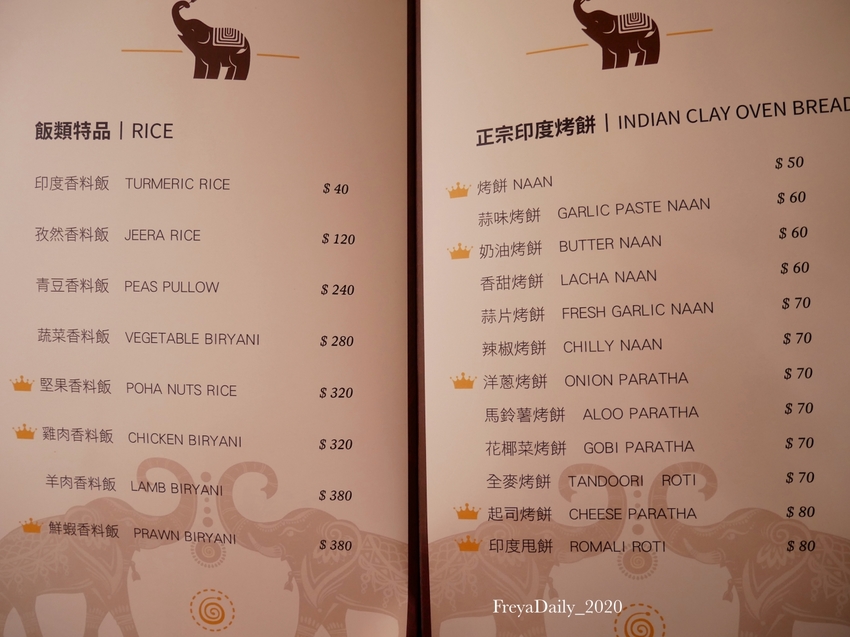 飯類特品 | RICE
印度香料飯 TURMERIC RICE $ 40
孜然香料飯 JEERA RICE $ 120
青豆香料飯 PEAS PULLOW $ 240
蔬菜香料飯 VEGETABLE BIRYANI $ 280
堅果香料飯 POHA NUTS RICE $ 320
雞肉香料飯 CHICKEN BIRYANI $ 320
羊肉香料飯 LAMB BIRYANI $ 380
鮮蝦香料飯 PRAWN BIRYANI $ 380
正宗印度烤餅 | INDIAN CLAY OVEN BREAD
烤餅 NAAN $ 50
蒜味烤餅 GARLIC PASTE NAAN $ 60
奶油烤餅 BUTTER NAAN $ 60
香甜烤餅 LACHA NAAN $ 60
蒜片烤餅 FRESH GARLIC NAAN $ 70
辣椒烤餅 CHILLY NAAN $ 70
洋蔥烤餅 ONION PARATHA $ 70
馬鈴薯烤餅 ALOO PARATHA $ 70
花椰菜烤餅 GOBI PARATHA $ 70
全麥烤餅 TANDOORI ROTI $ 70
起司烤餅 CHEESE PARATHA $ 80
印度甩餅 ROMALI ROTI $ 80
FreyaDaily_2020